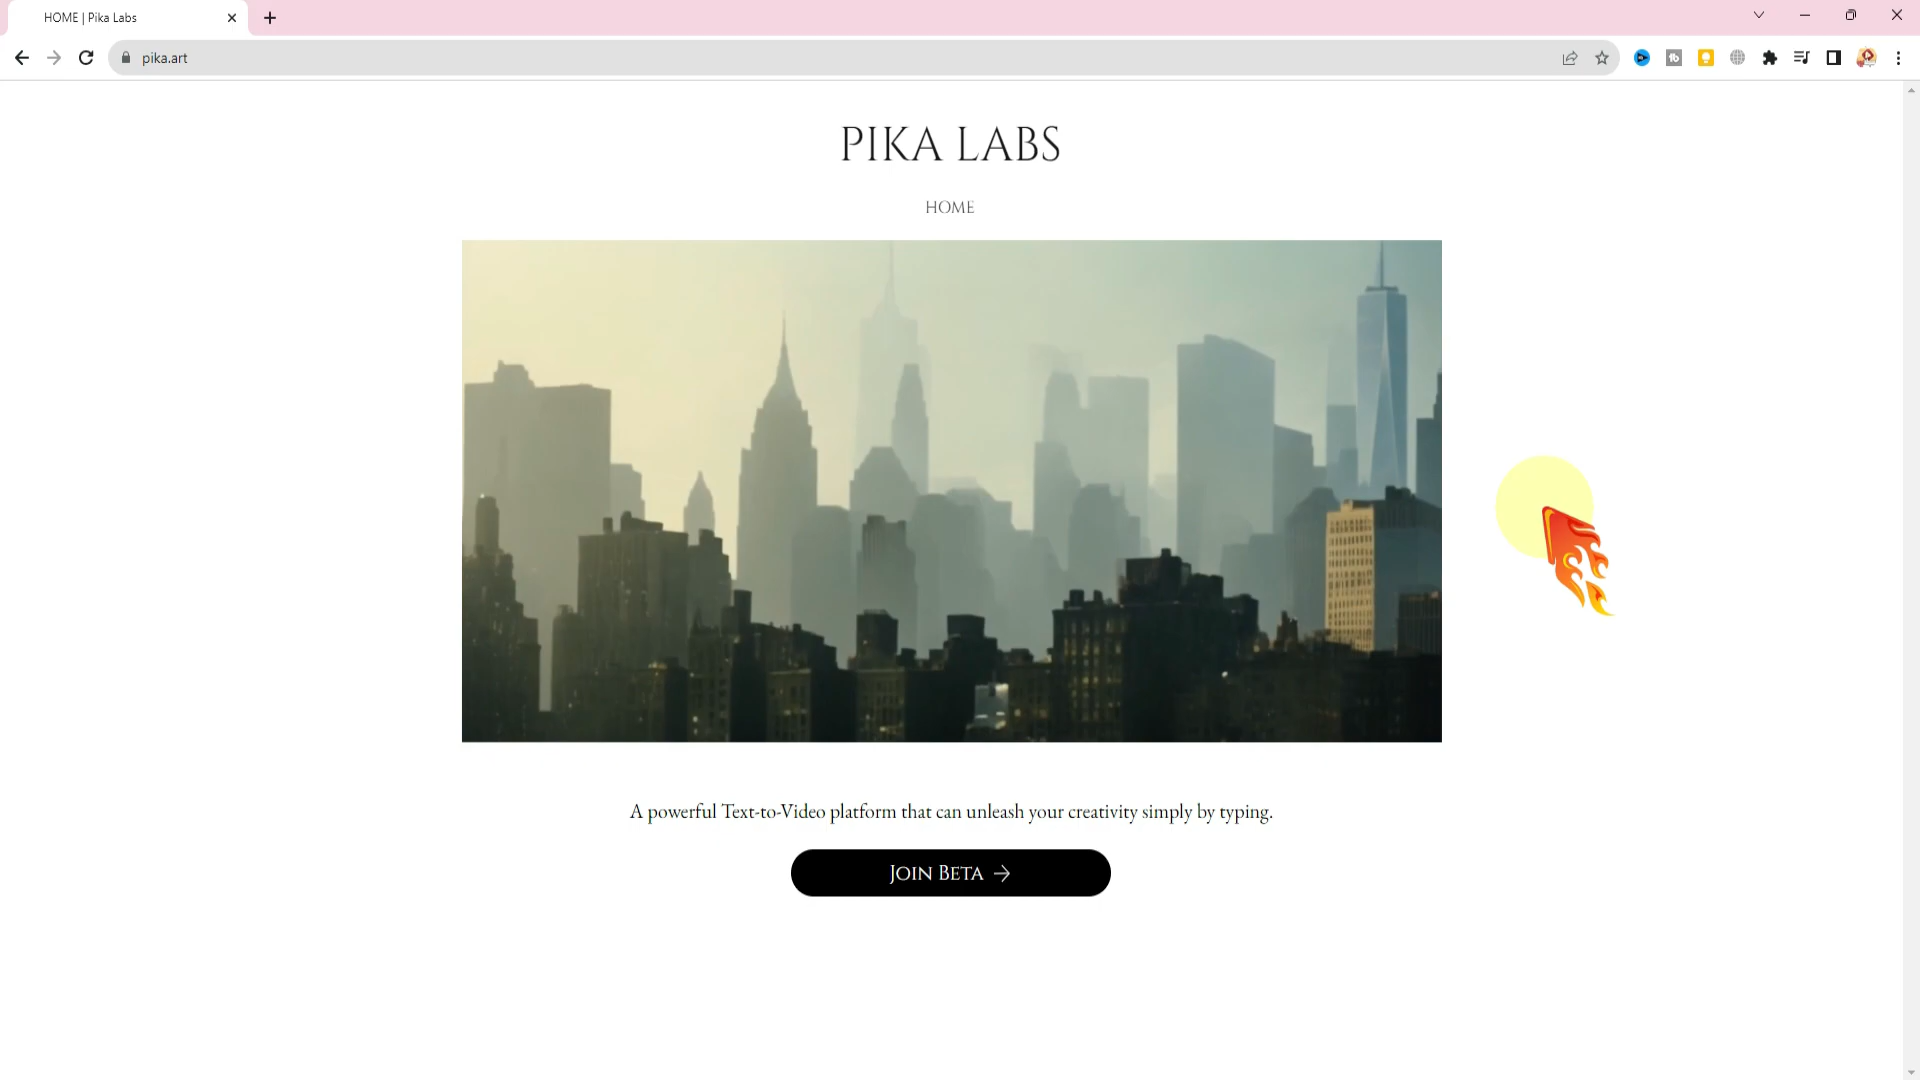 HOME | Pika Labs
pika.art
PIKA LABS
HOME
A powerful Text-to-Video platform that can unleash your creativity simply by typing.
JOIN BETA →